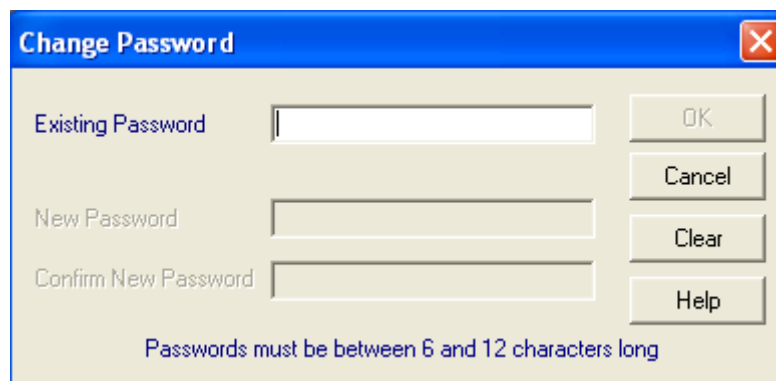 Change Password
Existing Password
OK
Cancel
New Password
Clear
Confirm New Password
Help
Passwords must be between 6 and 12 characters long